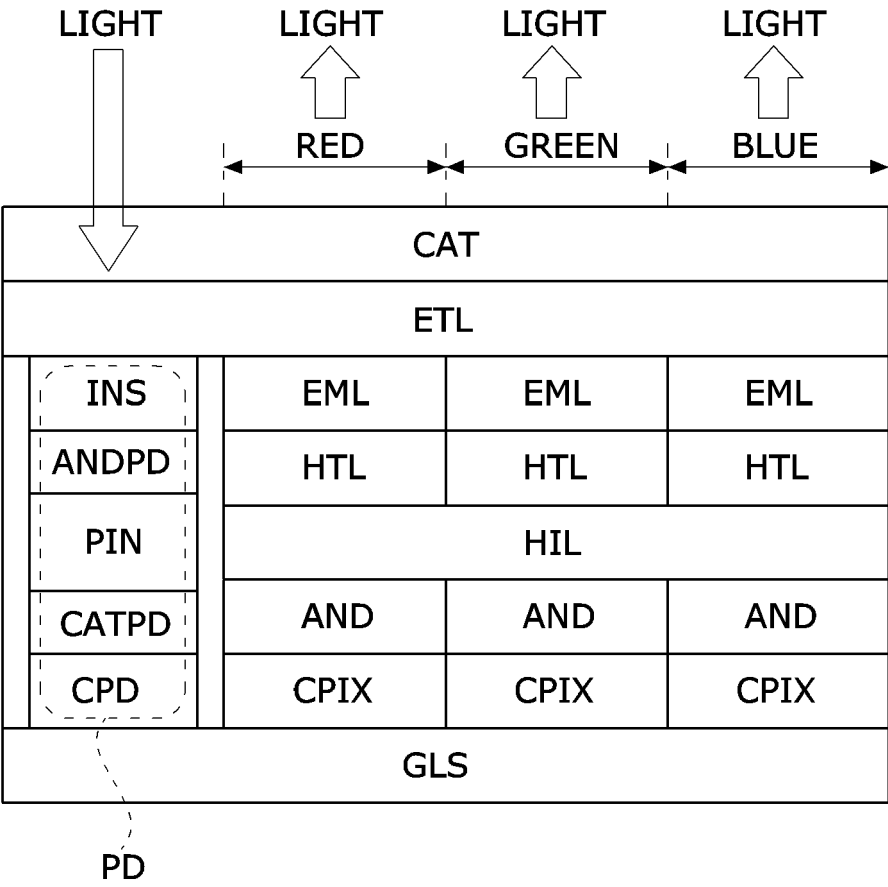 LIGHT LIGHT LIGHT LIGHT
RED GREEN BLUE
CAT
ETL
INS EML EML EML
ANDPD HTL HTL HTL
PIN HIL
CATPD AND AND AND
CPD CPIX CPIX CPIX
GLS
PD